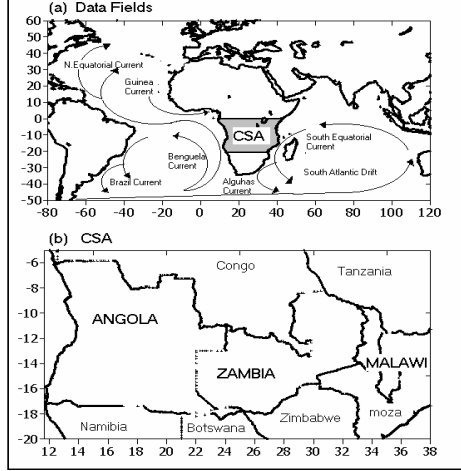 (a) Data Fields
60
50
40
30
20
10
0
-10
-20
-30
-40
-50
N.Equatorial Current
Guinea
Current
CSA
South Equatorial
Current
Benguela
Current
South Atlantic Drift
Brazil Current
Alguhas
Current
-80 -60 -40 -20 0 20 40 60 80 100 120
(b) CSA
-6
-8
-10
-12
-14
-16
-18
-20
Congo
Tanzania
ANGOLA
ZAMBIA
MALAWI
Namibia
Botswana
Zimbabwe
moza
12 14 16 18 20 22 24 26 28 30 32 34 36 38